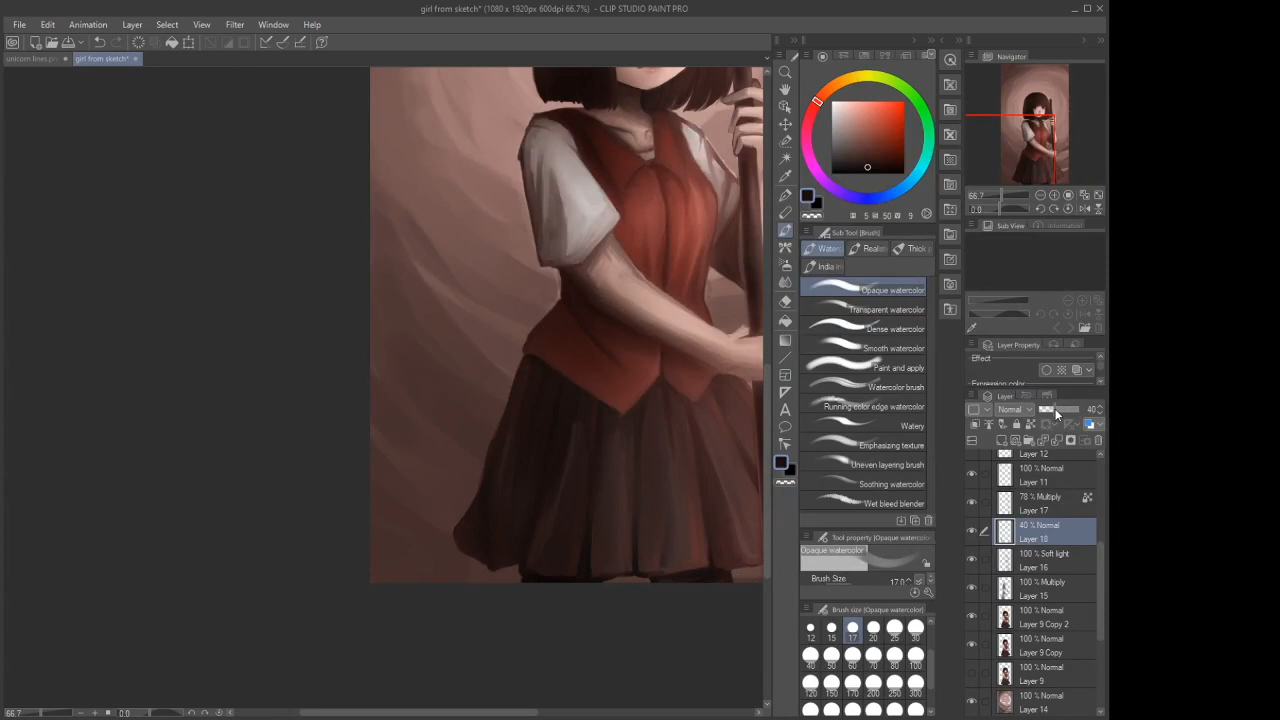 girl from sketch* (1080 x 1920px 600dpi 66.7%) - CLIP STUDIO PAINT PRO
File Edit Animation Layer Select View Filter Window Help
unicorn lines.p girl from sketch*
Navigator
66.7
0.0
Sub View Information
5 50 9
Sub Tool [Brush]
Water Realis Thick p
India in
Opaque watercolor
Transparent watercolor
Dense watercolor
Smooth watercolor
Paint and apply
Watercolor brush
Running color edge watercolor
Watery
Emphasizing texture
Uneven layering brush
Soothing watercolor
Wet bleed blender
Tool property [Opaque watercolor
Opaque watercolor
Brush Size 17.0
Brush size [Opaque watercolor]
12 15 17 20 25 30
40 50 60 70 80 100
120 150 170 200 250 300
Layer Property
Effect
Expression color
Layer
Normal 40
Layer 12
100 % Normal
Layer 11
78 % Multiply
Layer 17
40 % Normal
Layer 18
100 % Soft light
Layer 16
100 % Multiply
Layer 15
100 % Normal
Layer 9 Copy 2
100 % Normal
Layer 9 Copy
100 % Normal
Layer 9
100 % Normal
Layer 14
66.7 0.0